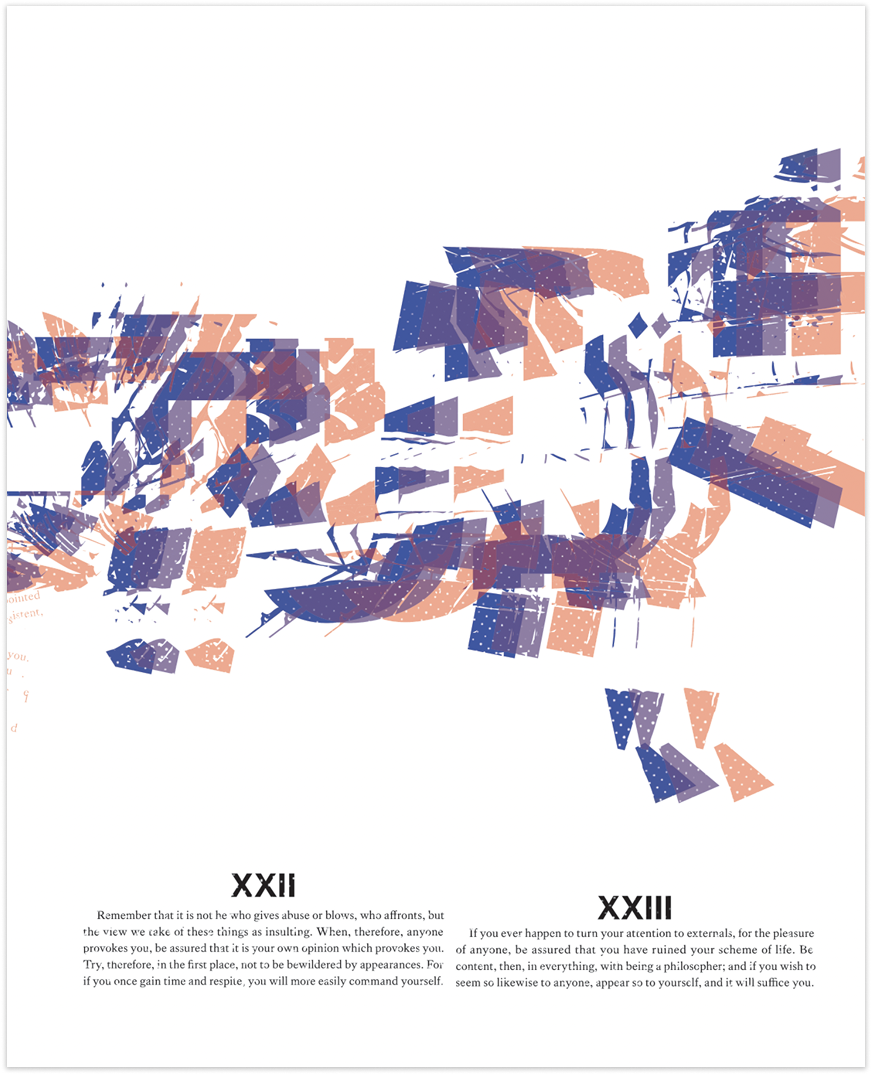 ointed
sistent,
you.
u .
q
d
XXII
Remember that it is not he who gives abuse or blows, who affronts, but
the view we take of these things as insulting. When, therefore, anyone
provokes you, be assured that it is your own opinion which provokes you.
Try, therefore, in the first place, not to be bewildered by appearances. For
if you once gain time and respite, you will more easily command yourself.
XXIII
If you ever happen to turn your attention to externals, for the pleasure
of anyone, be assured that you have ruined your scheme of life. Be
content, then, in everything, with being a philosopher; and if you wish to
seem so likewise to anyone, appear so to yourself, and it will suffice you.